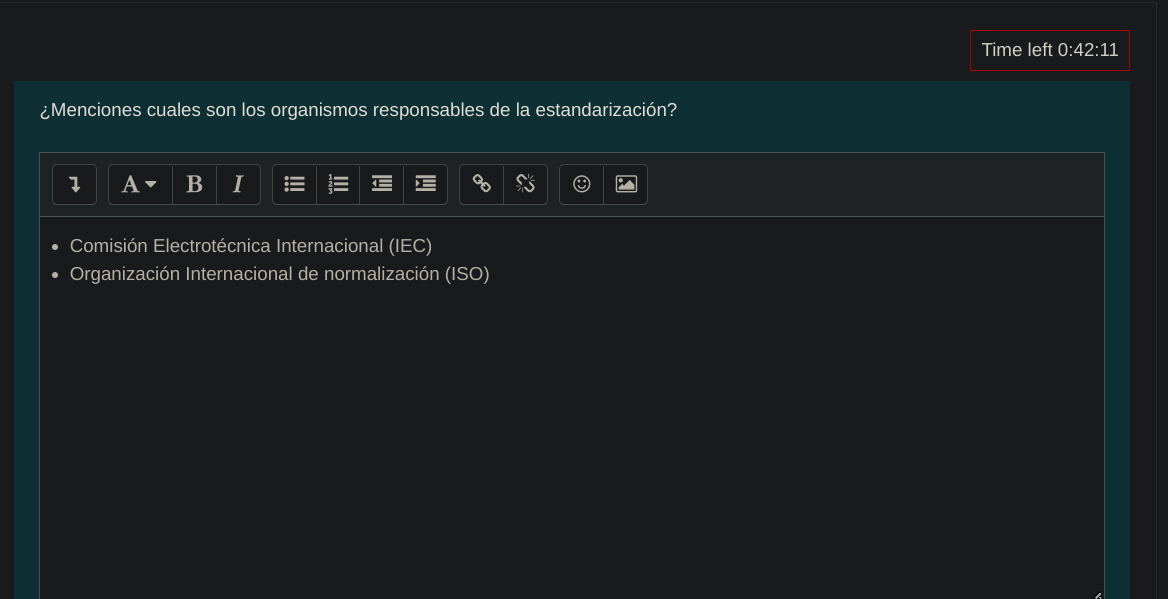 Time left 0:42:11
¿Menciones cuales son los organismos responsables de la estandarización?
A B I
Comisión Electrotécnica Internacional (IEC)
Organización Internacional de normalización (ISO)